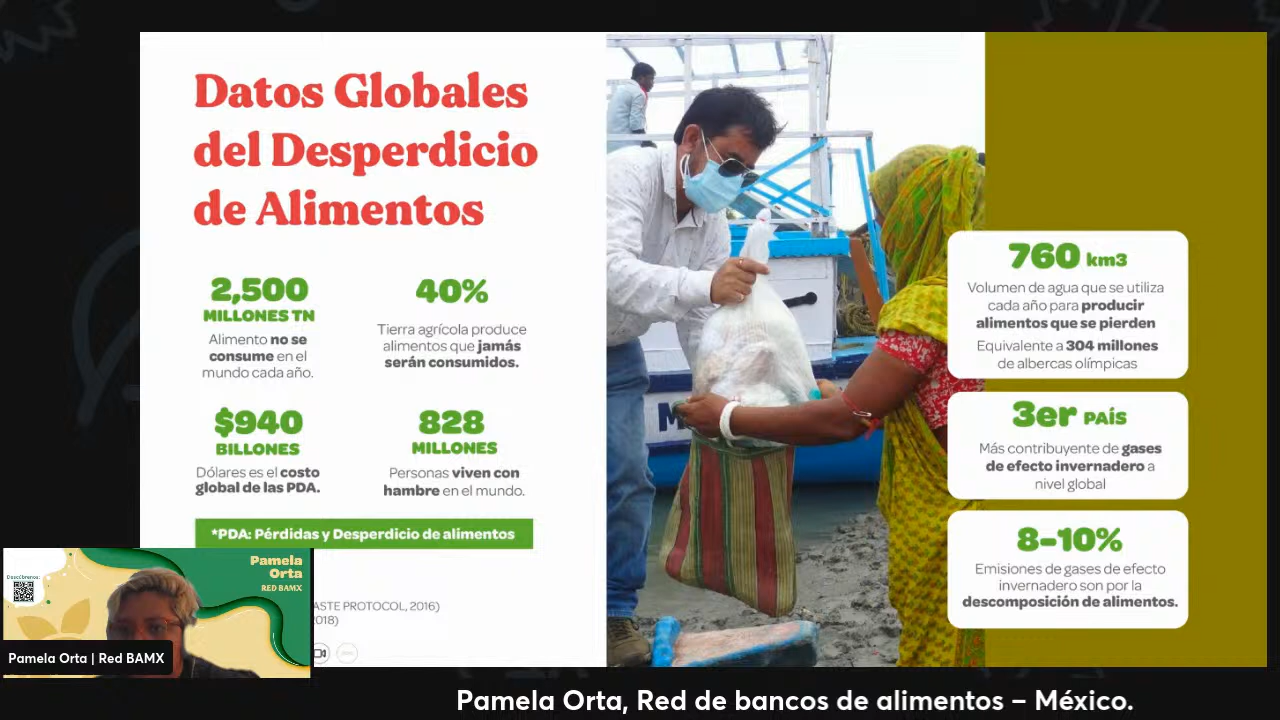 Datos Globales
del Desperdicio
de Alimentos
2,500
MILLONES TN
Alimento no se
consume en el
mundo cada año.
40%
Tierra agrícola produce
alimentos que jamás
serán consumidos.
$940
BILLONES
Dólares es el costo
global de las PDA.
828
MILLONES
Personas viven con
hambre en el mundo.
*PDA: Pérdidas y Desperdicio de alimentos
ASTE PROTOCOL, 2016)
2018)
760 km3
Volumen de agua que se utiliza
cada año para producir
alimentos que se pierden
Equivalente a 304 millones
de albercas olímpicas
3er PAÍS
Más contribuyente de gases
de efecto invernadero a
nivel global
8-10%
Emisiones de gases de efecto
invernadero son por la
descomposición de alimentos.
Descúbrenos:
Pamela
Orta
RED BAMX
Pamela Orta | Red BAMX
Pamela Orta, Red de bancos de alimentos – México.